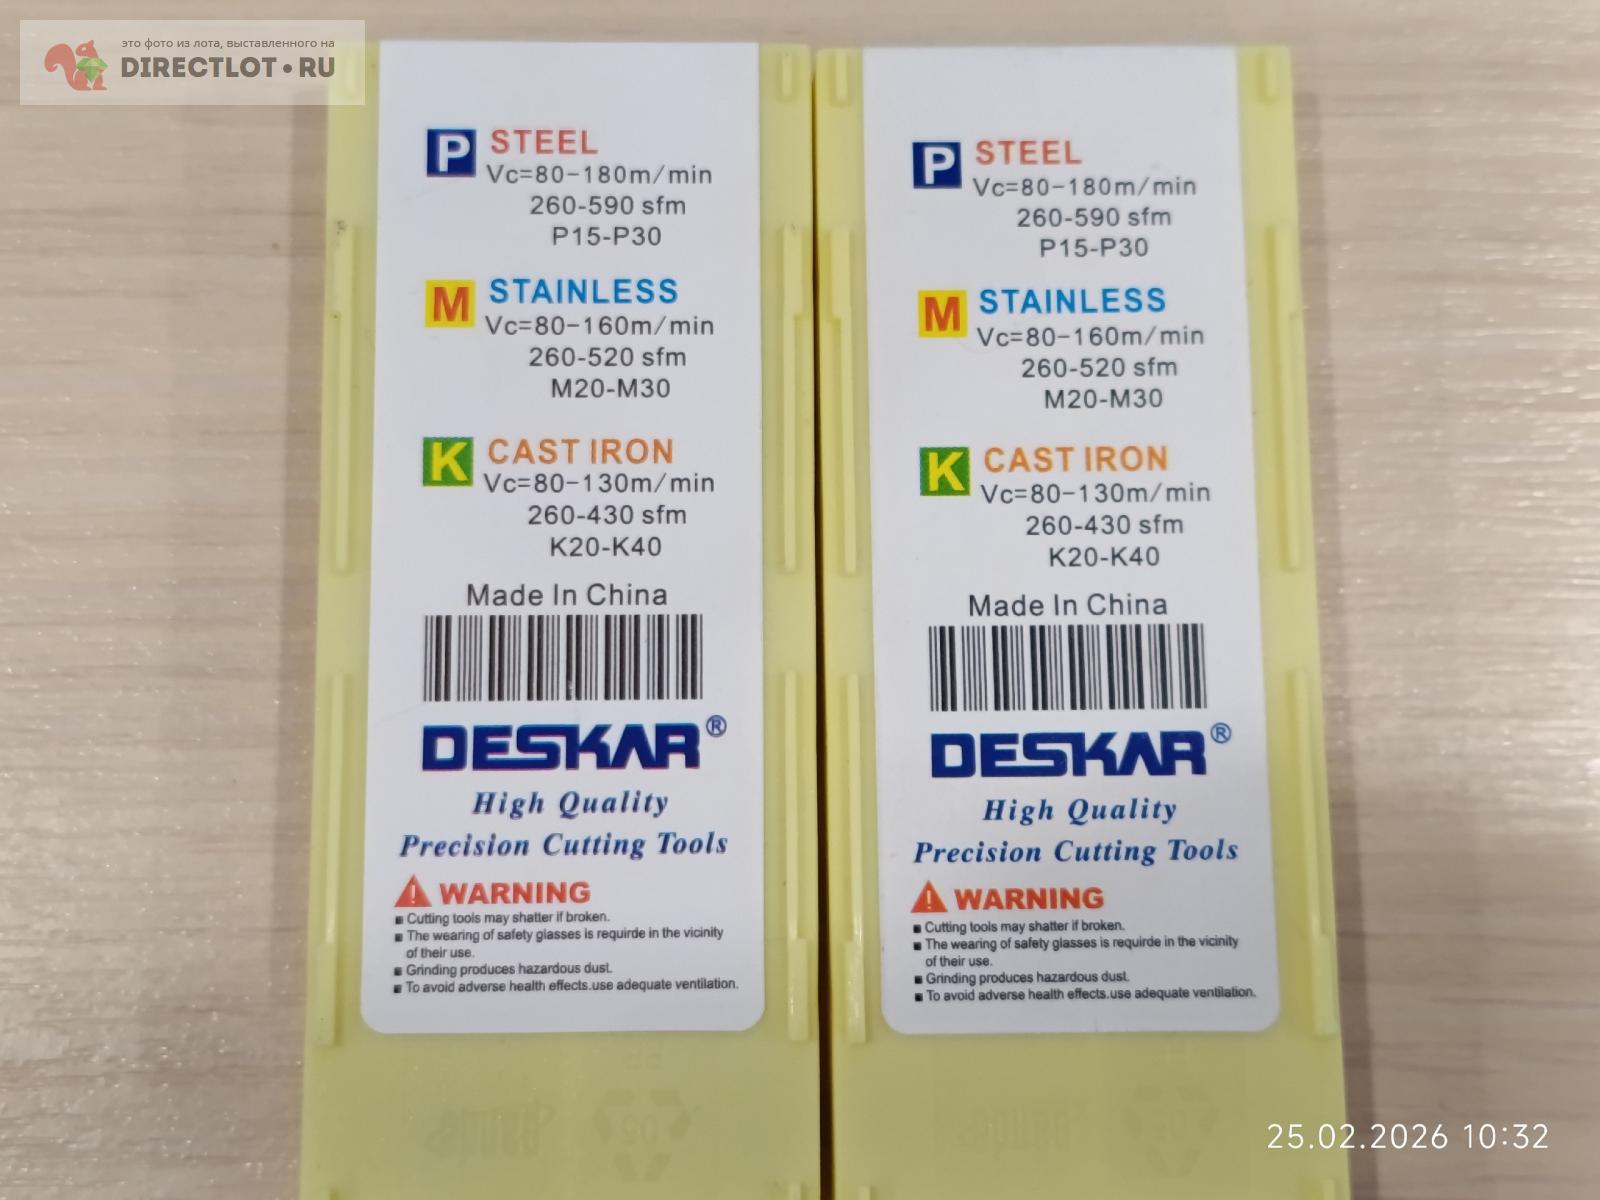 это фото из лота, выставленного на
DIRECTLOT•RU
P STEEL
Vc=80-180m/min
260-590 sfm
P15-P30
M STAINLESS
Vc=80-160m/min
260-520 sfm
M20-M30
K CAST IRON
Vc=80-130m/min
260-430 sfm
K20-K40
Made In China
DESKAR®
High Quality
Precision Cutting Tools
WARNING
Cutting tools may shatter if broken.
The wearing of safety glasses is requirde in the vicinity
of their use.
Grinding produces hazardous dust.
To avoid adverse health effects.use adequate ventilation.
P STEEL
Vc=80-180m/min
260-590 sfm
P15-P30
M STAINLESS
Vc=80-160m/min
260-520 sfm
M20-M30
K CAST IRON
Vc=80-130m/min
260-430 sfm
K20-K40
Made In China
DESKAR®
High Quality
Precision Cutting Tools
WARNING
Cutting tools may shatter if broken.
The wearing of safety glasses is requirde in the vicinity
of their use.
Grinding produces hazardous dust.
To avoid adverse health effects.use adequate ventilation.
25.02.2026 10:32